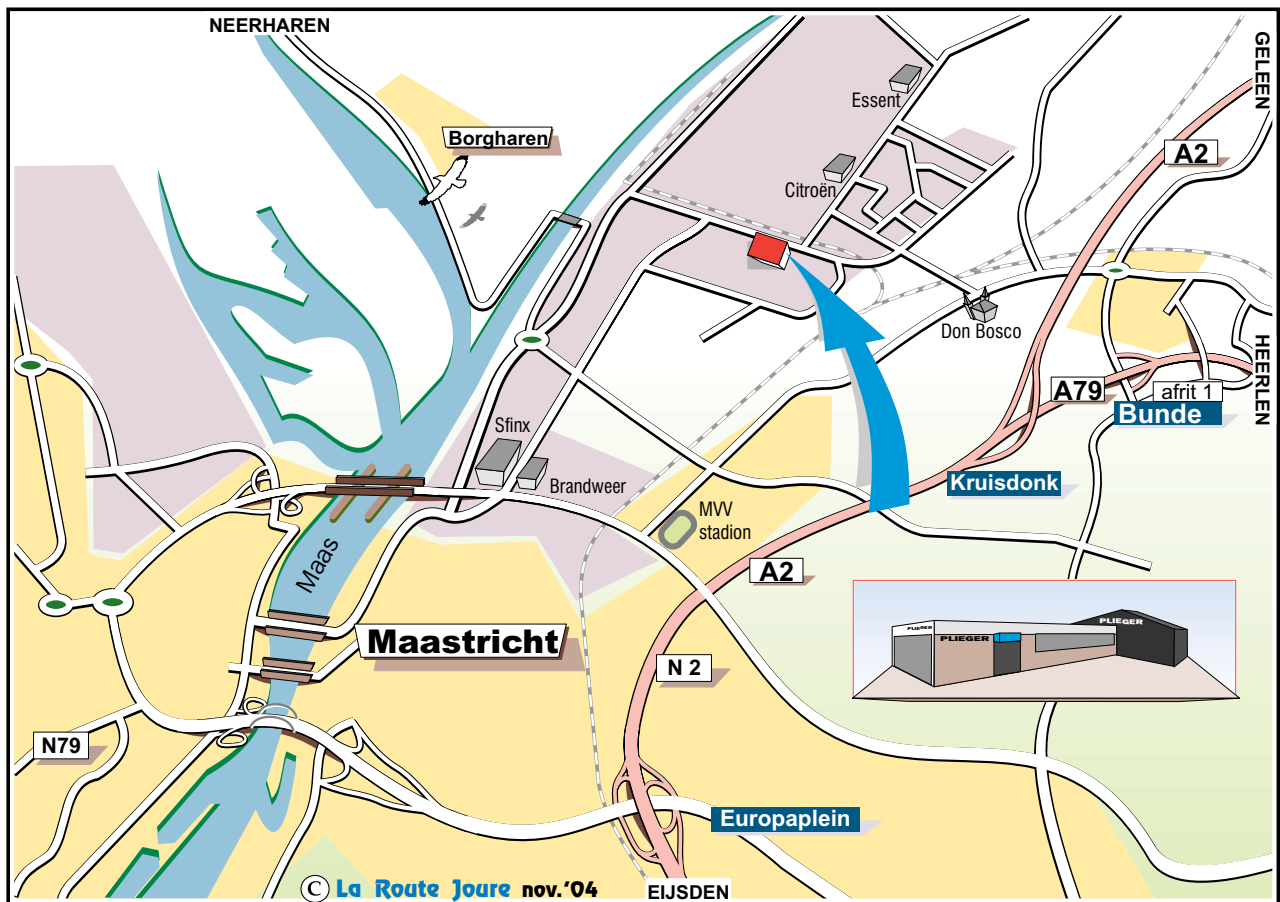 NEERHAREN
GELEEN
Essent
Borgharen
A2
Citroën
Don Bosco
HEERLEN
A79
afrit 1
Bunde
Sfinx
Brandweer
Kruisdonk
MVV
stadion
Maas
A2
Maastricht
PLIEGER
PLIEGER
PLIEGER
N 2
N79
Europaplein
© La Route Joure nov.'04
EIJSDEN